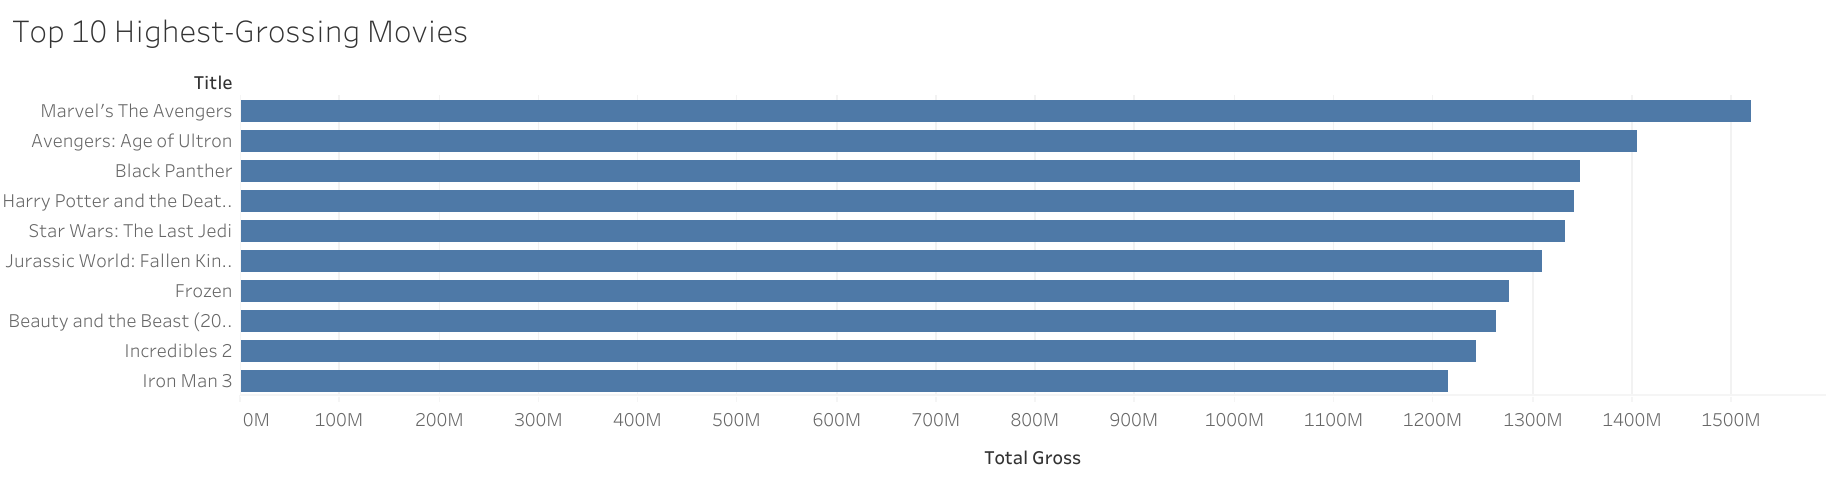 Top 10 Highest-Grossing Movies
Title
Marvel's The Avengers
Avengers: Age of Ultron
Black Panther
Harry Potter and the Deat..
Star Wars: The Last Jedi
Jurassic World: Fallen Kin..
Frozen
Beauty and the Beast (20..
Incredibles 2
Iron Man 3
0M 100M 200M 300M 400M 500M 600M 700M 800M 900M 1000M 1100M 1200M 1300M 1400M 1500M
Total Gross